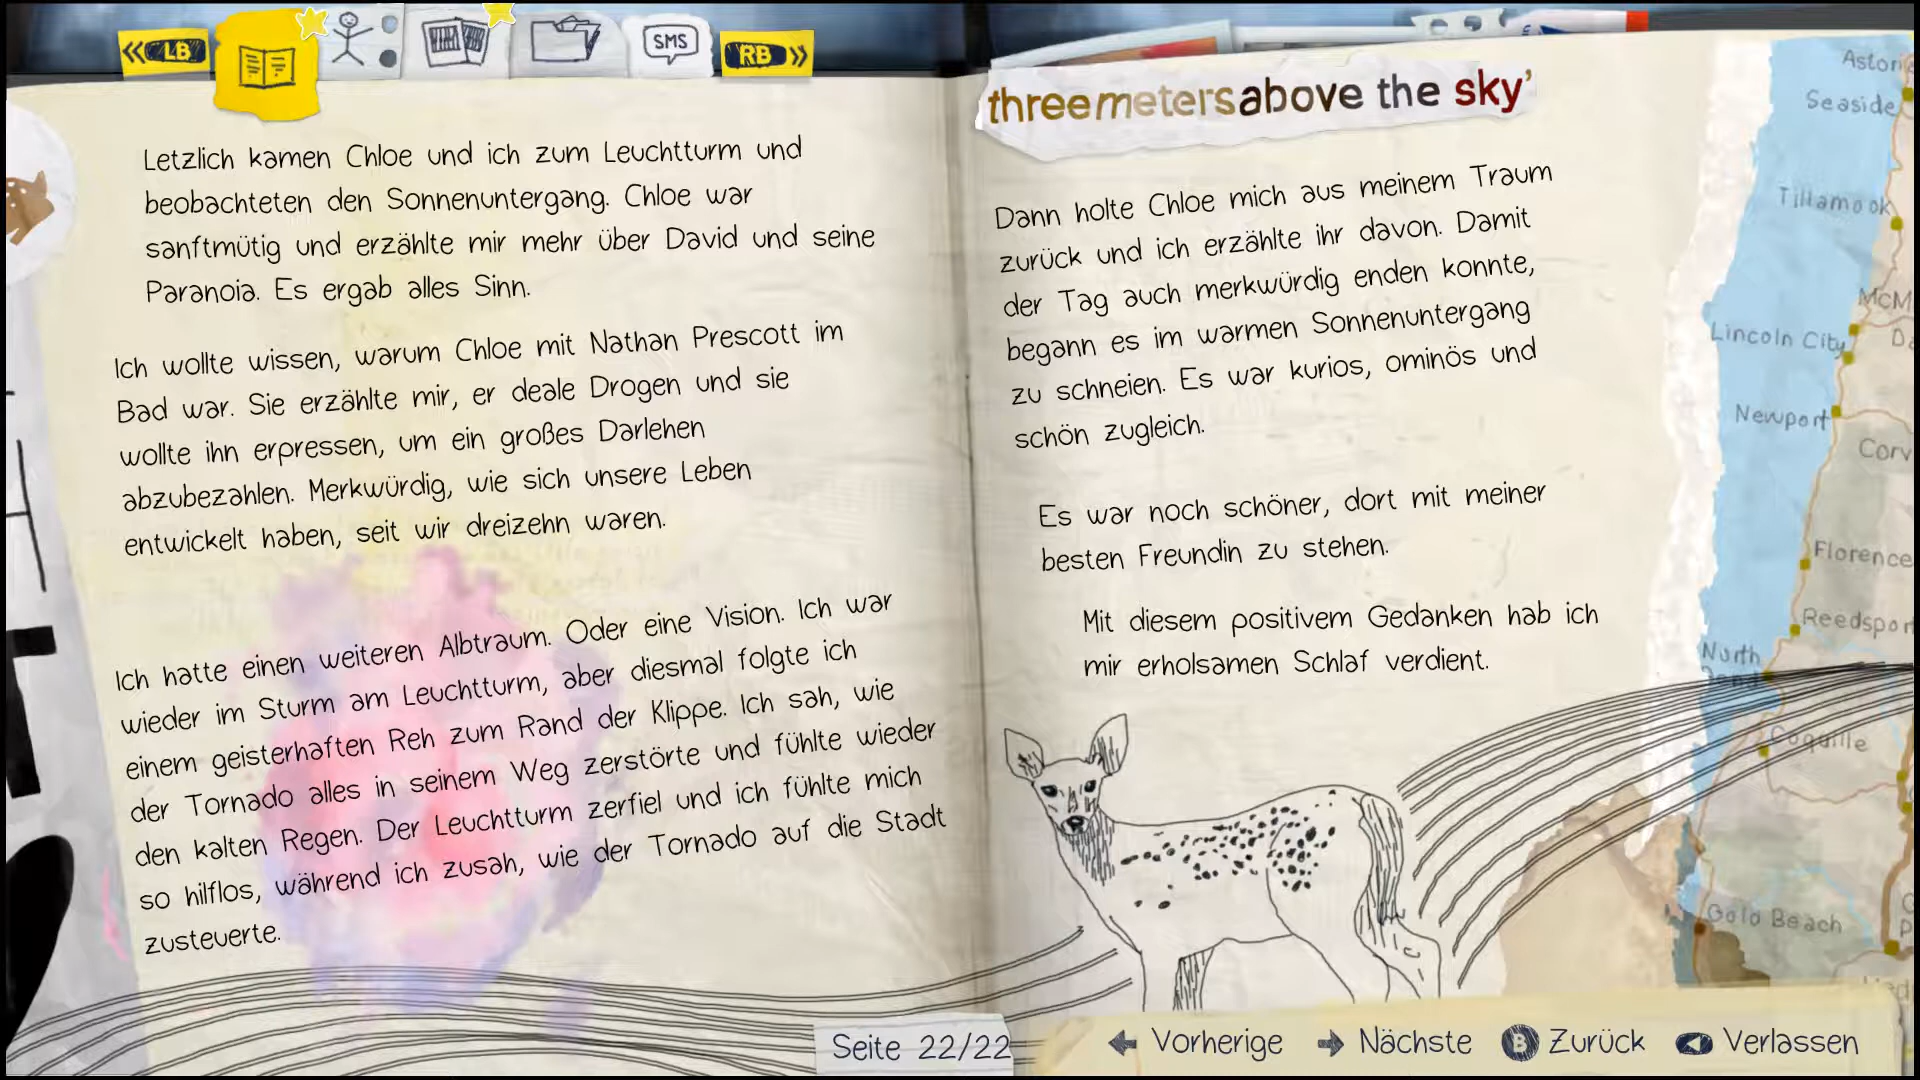 LB
SMS
RB
Letzlich kamen Chloe und ich zum Leuchtturm und
beobachteten den Sonnenuntergang. Chloe war
sanftmütig und erzählte mir mehr über David und seine
Paranoia. Es ergab alles Sinn.
Ich wollte wissen, warum Chloe mit Nathan Prescott im
Bad war. Sie erzählte mir, er deale Drogen und sie
wollte ihn erpressen, um ein großes Darlehen
abzubezahlen. Merkwürdig, wie sich unsere Leben
entwickelt haben, seit wir dreizehn waren.
Ich hatte einen weiteren Albtraum. Oder eine Vision. Ich war
wieder im Sturm am Leuchtturm, aber diesmal folgte ich
einem geisterhaften Reh zum Rand der Klippe. Ich sah, wie
der Tornado alles in seinem Weg zerstörte und fühlte wieder
den kalten Regen. Der Leuchtturm zerfiel und ich fühlte mich
so hilflos, während ich zusah, wie der Tornado auf die Stadt
zusteuerte.
threemetersabove the sky'
Dann holte Chloe mich aus meinem Traum
zurück und ich erzählte ihr davon. Damit
der Tag auch merkwürdig enden konnte,
begann es im warmen Sonnenuntergang
zu schneien. Es war kurios, ominös und
schön zugleich.
Es war noch schöner, dort mit meiner
besten Freundin zu stehen.
Mit diesem positivem Gedanken hab ich
mir erholsamen Schlaf verdient.
Seaside
Tillamook
McM
Lincoln City
Newport
Corv
Florence
Reedspor
North
Coquille
Gold Beach
Seite 22/22
Vorherige
Nächste
B Zurück
Verlassen